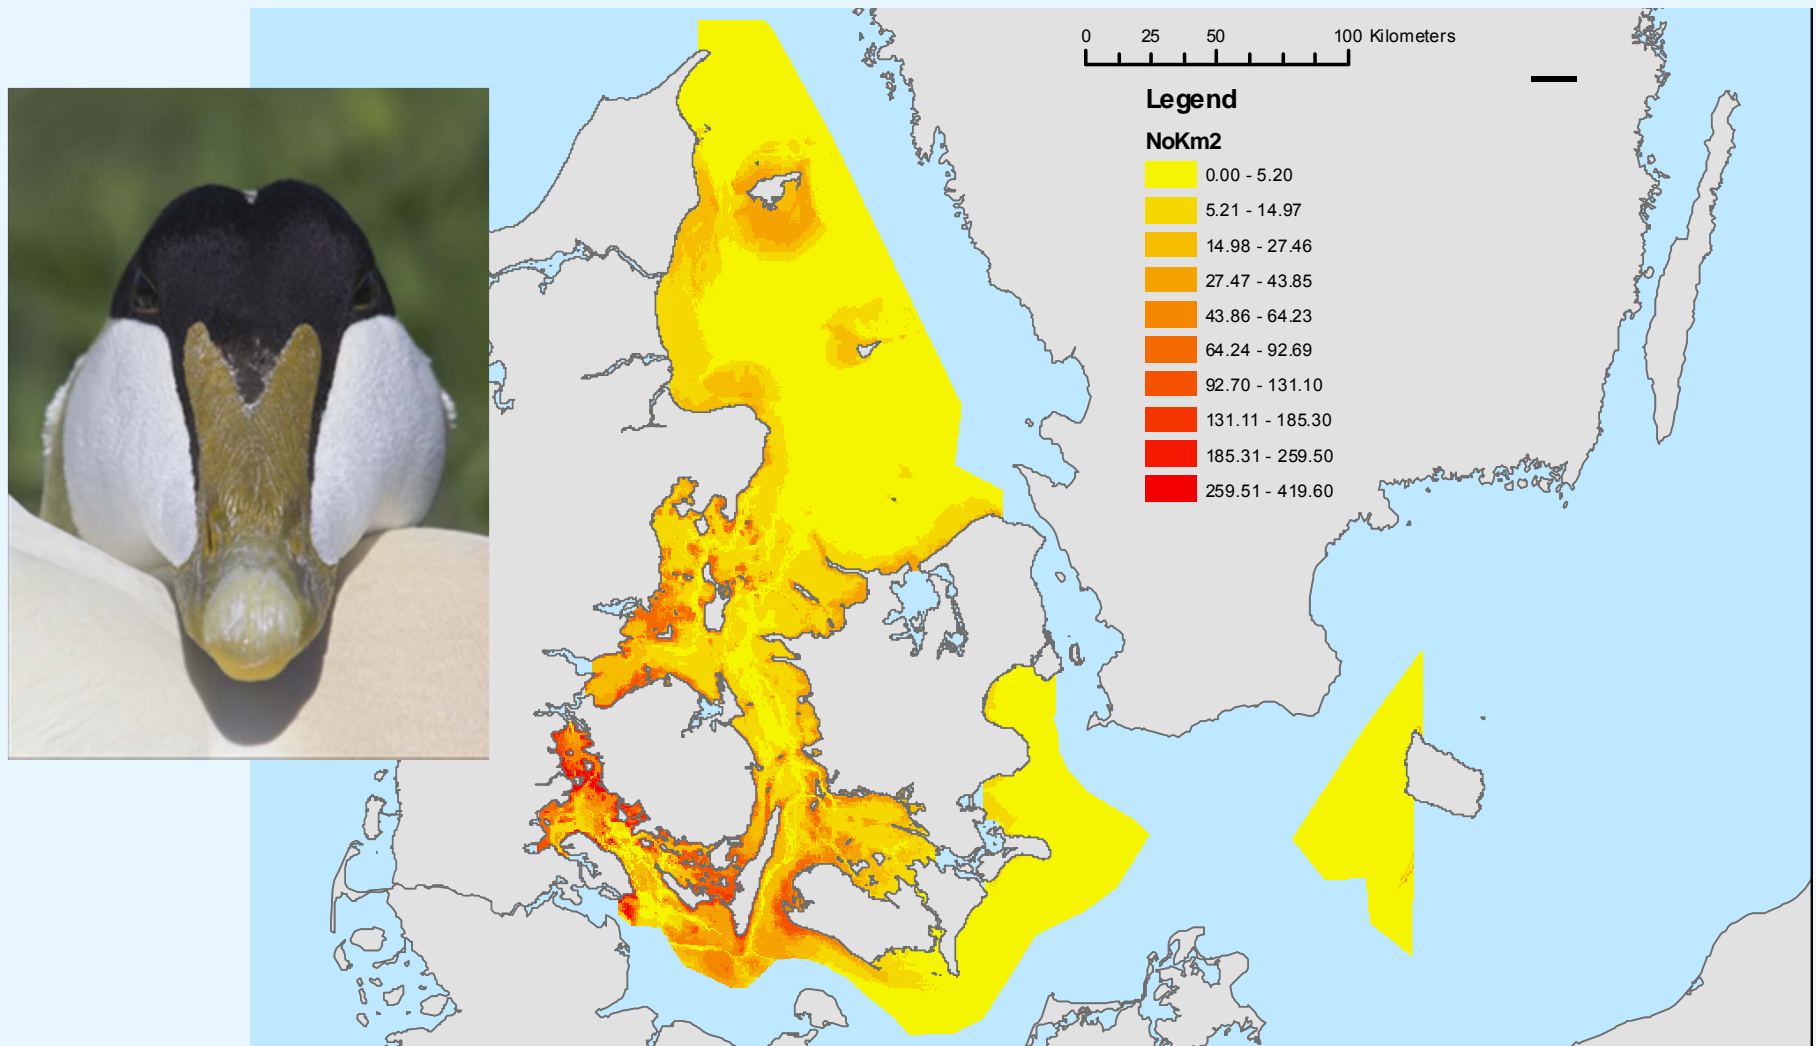 0 25 50 100 Kilometers
Legend
NoKm2
0.00 - 5.20
5.21 - 14.97
14.98 - 27.46
27.47 - 43.85
43.86 - 64.23
64.24 - 92.69
92.70 - 131.10
131.11 - 185.30
185.31 - 259.50
259.51 - 419.60